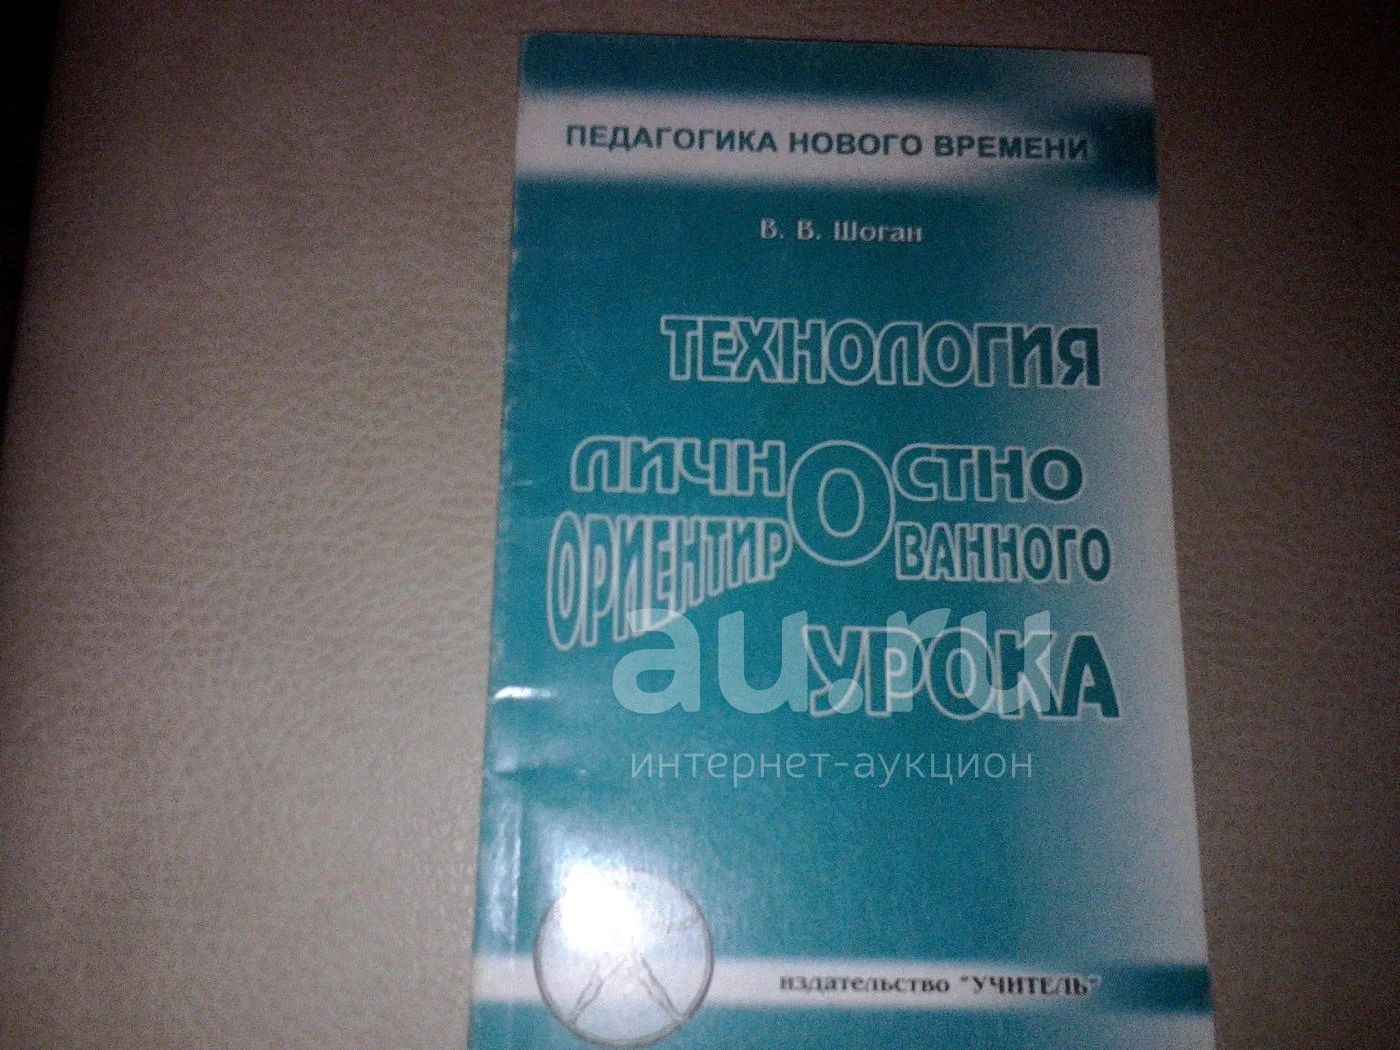 ПЕДАГОГИКА НОВОГО ВРЕМЕНИ
В. В. Шоган
ТЕХНОЛОГИЯ
ЛИЧНОСТНО
ОРИЕНТИРОВАННОГО
УРОКА
au.ru
интернет-аукцион
издательство "УЧИТЕЛЬ"